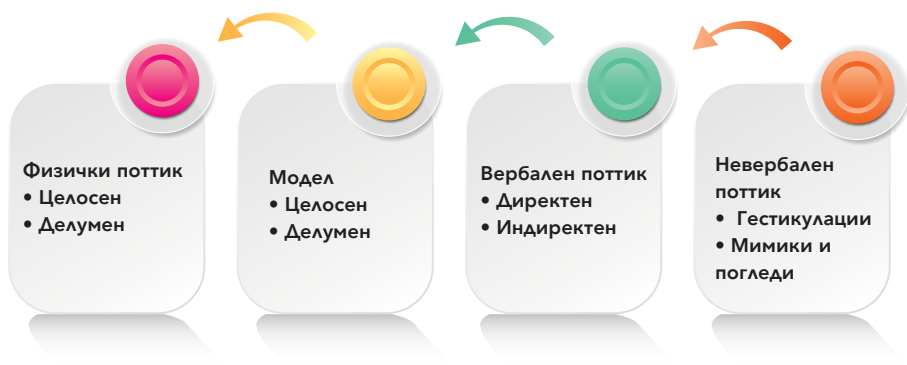 Физички поттик
• Целосен
• Делумен
Модел
• Целосен
• Делумен
Вербален поттик
• Директен
• Индиректен
Невербален
поттик
• Гестикулации
• Мимики и
погледи